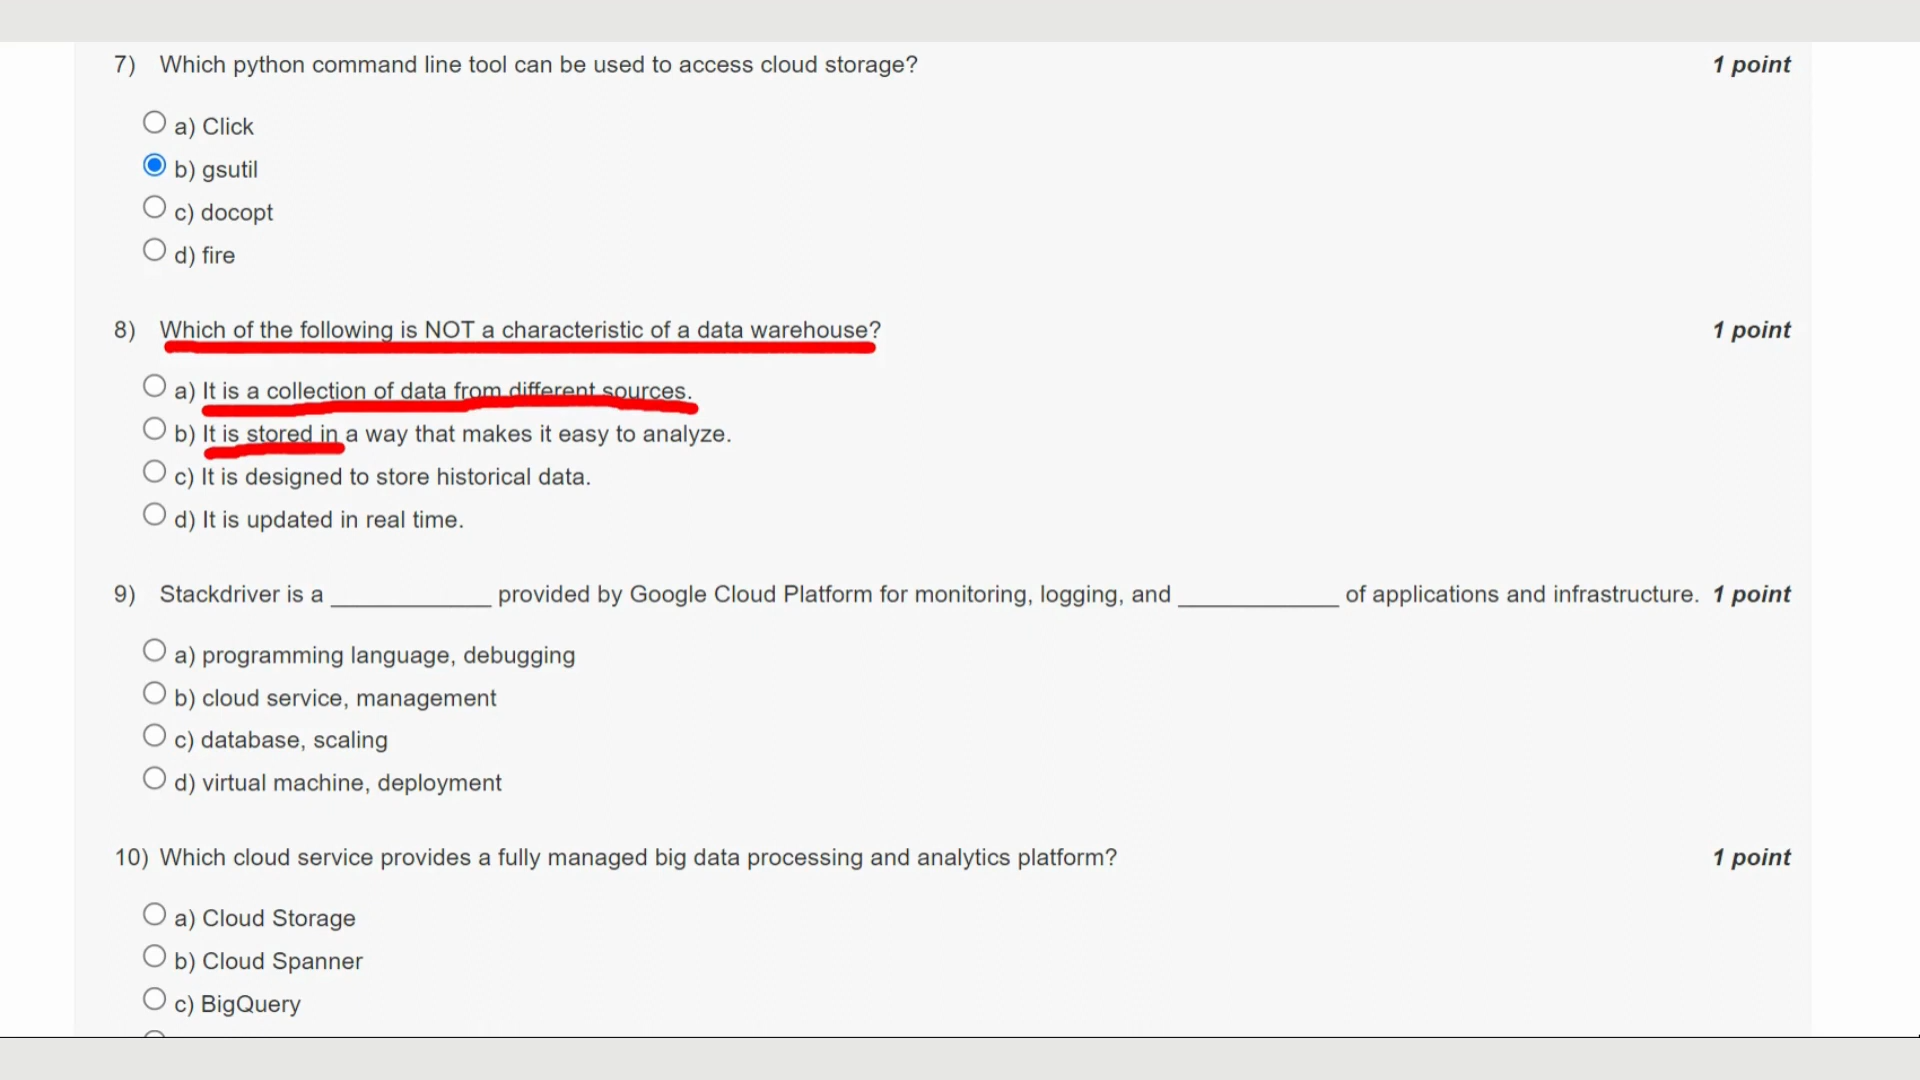 7) Which python command line tool can be used to access cloud storage? 1 point
a) Click
b) gsutil
c) docopt
d) fire
8) Which of the following is NOT a characteristic of a data warehouse? 1 point
a) It is a collection of data from different sources.
b) It is stored in a way that makes it easy to analyze.
c) It is designed to store historical data.
d) It is updated in real time.
9) Stackdriver is a ____________ provided by Google Cloud Platform for monitoring, logging, and ____________ of applications and infrastructure. 1 point
a) programming language, debugging
b) cloud service, management
c) database, scaling
d) virtual machine, deployment
10) Which cloud service provides a fully managed big data processing and analytics platform? 1 point
a) Cloud Storage
b) Cloud Spanner
c) BigQuery